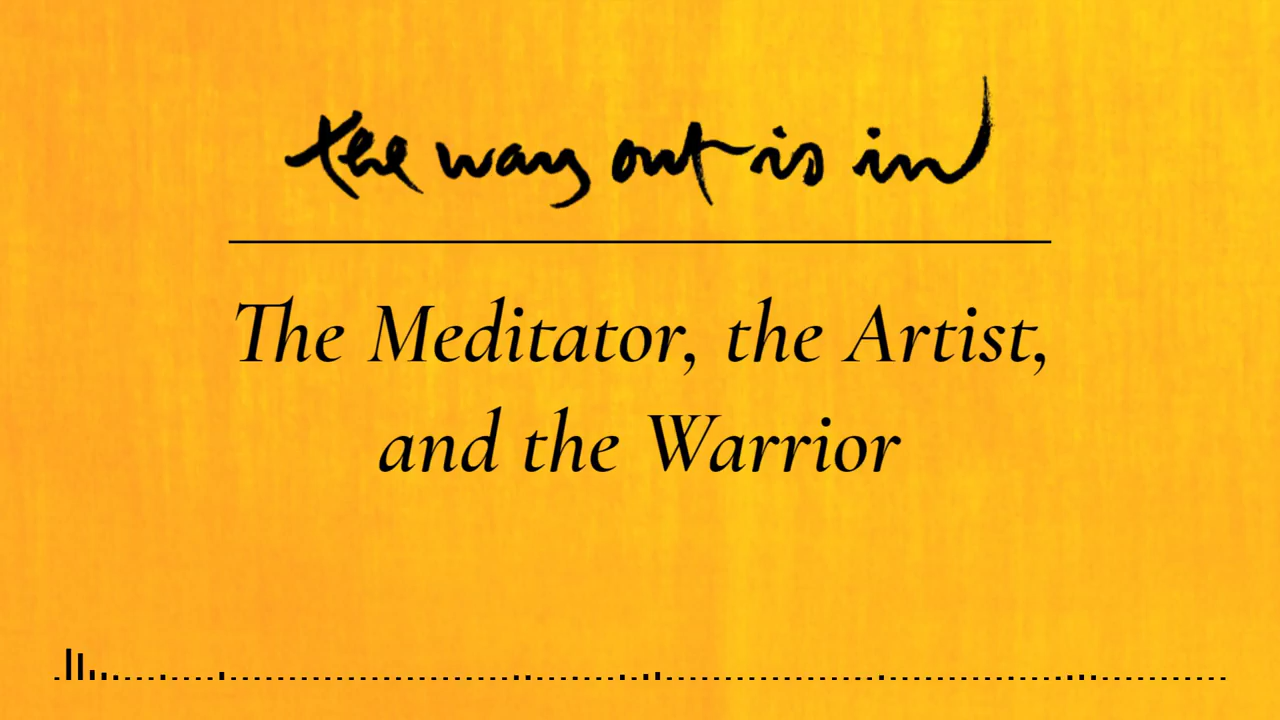 the way out is in
The Meditator, the Artist,
and the Warrior